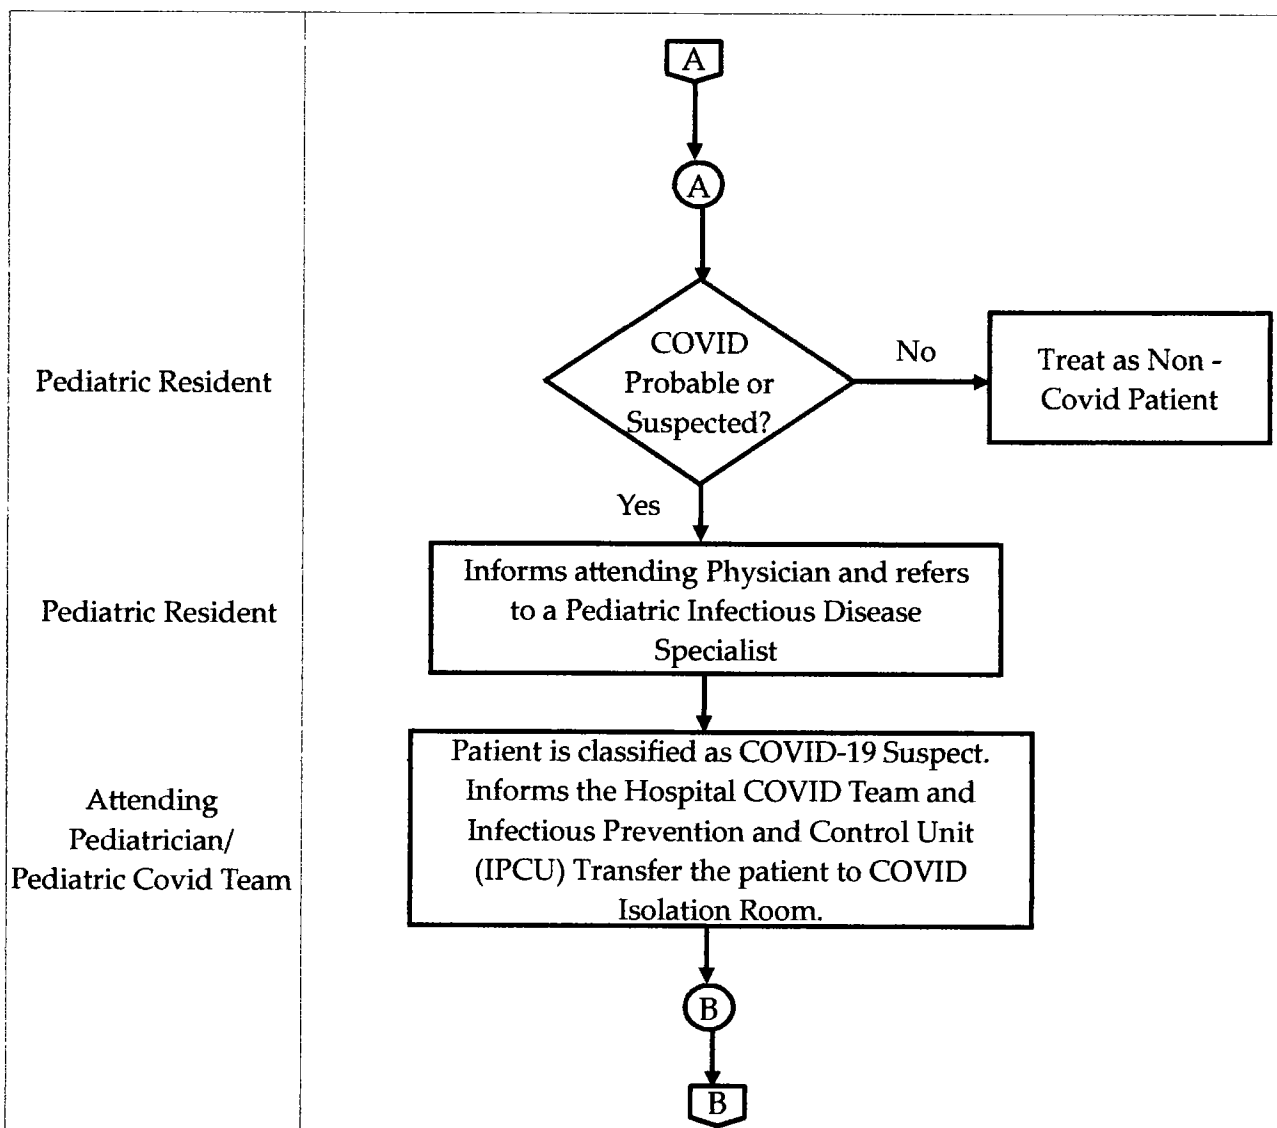 A
A
COVID
Probable or
Suspected?
No
Treat as Non -
Covid Patient
Pediatric Resident
Yes
Informs attending Physician and refers
to a Pediatric Infectious Disease
Specialist
Pediatric Resident
Patient is classified as COVID-19 Suspect.
Informs the Hospital COVID Team and
Infectious Prevention and Control Unit
(IPCU) Transfer the patient to COVID
Isolation Room.
Attending
Pediatrician/
Pediatric Covid Team
B
B